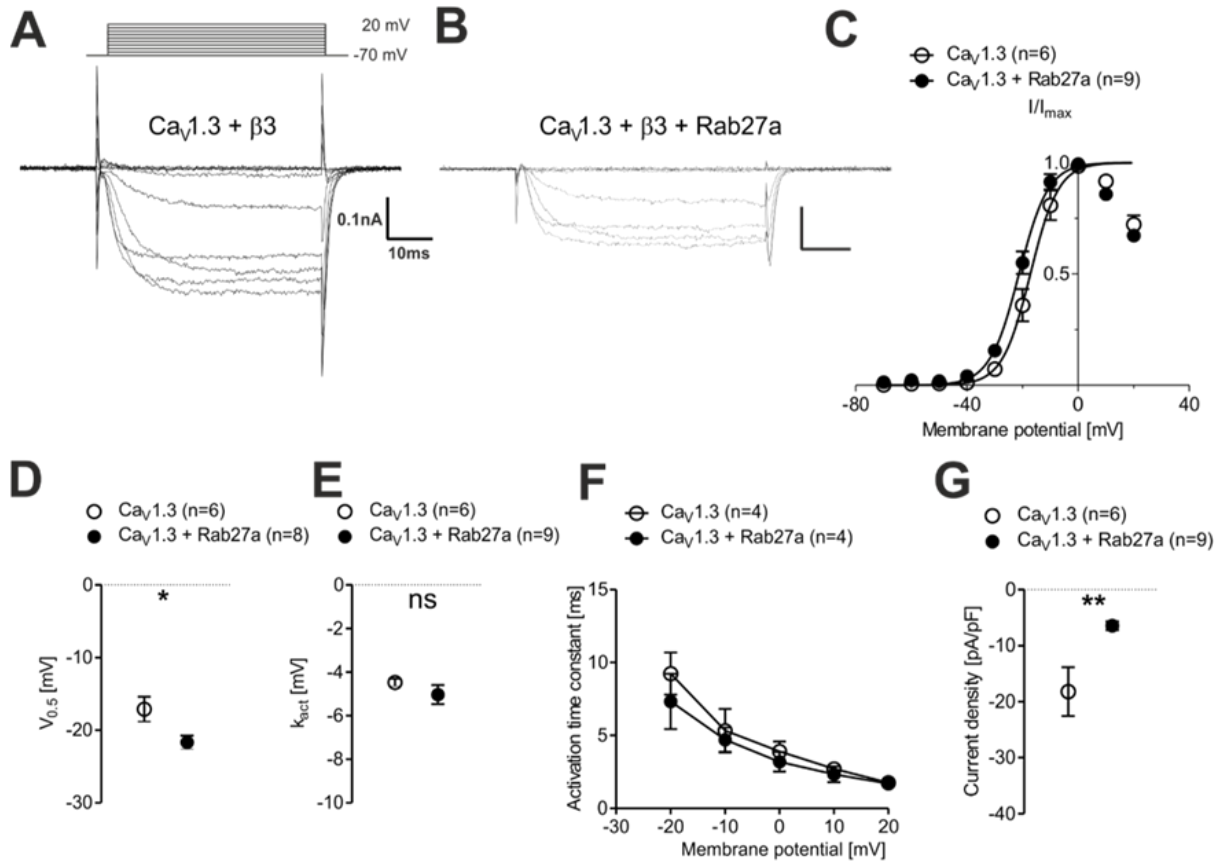 A
20 mV
-70 mV
CaV1.3 + β3
0.1nA
10ms
B
CaV1.3 + β3 + Rab27a
C
CaV1.3 (n=6)
CaV1.3 + Rab27a (n=9)
I/Imax
1.0
0.5
-80 -40 0 40
Membrane potential [mV]
D
CaV1.3 (n=6)
CaV1.3 + Rab27a (n=8)
0
*
-10
-20
-30
V0.5 [mV]
E
CaV1.3 (n=6)
CaV1.3 + Rab27a (n=9)
0
ns
-2
-4
-6
-8
-10
kact [mV]
F
CaV1.3 (n=4)
CaV1.3 + Rab27a (n=4)
15
10
5
0
Activation time constant [ms]
-30 -20 -10 0 10 20
Membrane potential [mV]
G
CaV1.3 (n=6)
CaV1.3 + Rab27a (n=9)
0
**
-10
-20
-30
-40
Current density [pA/pF]